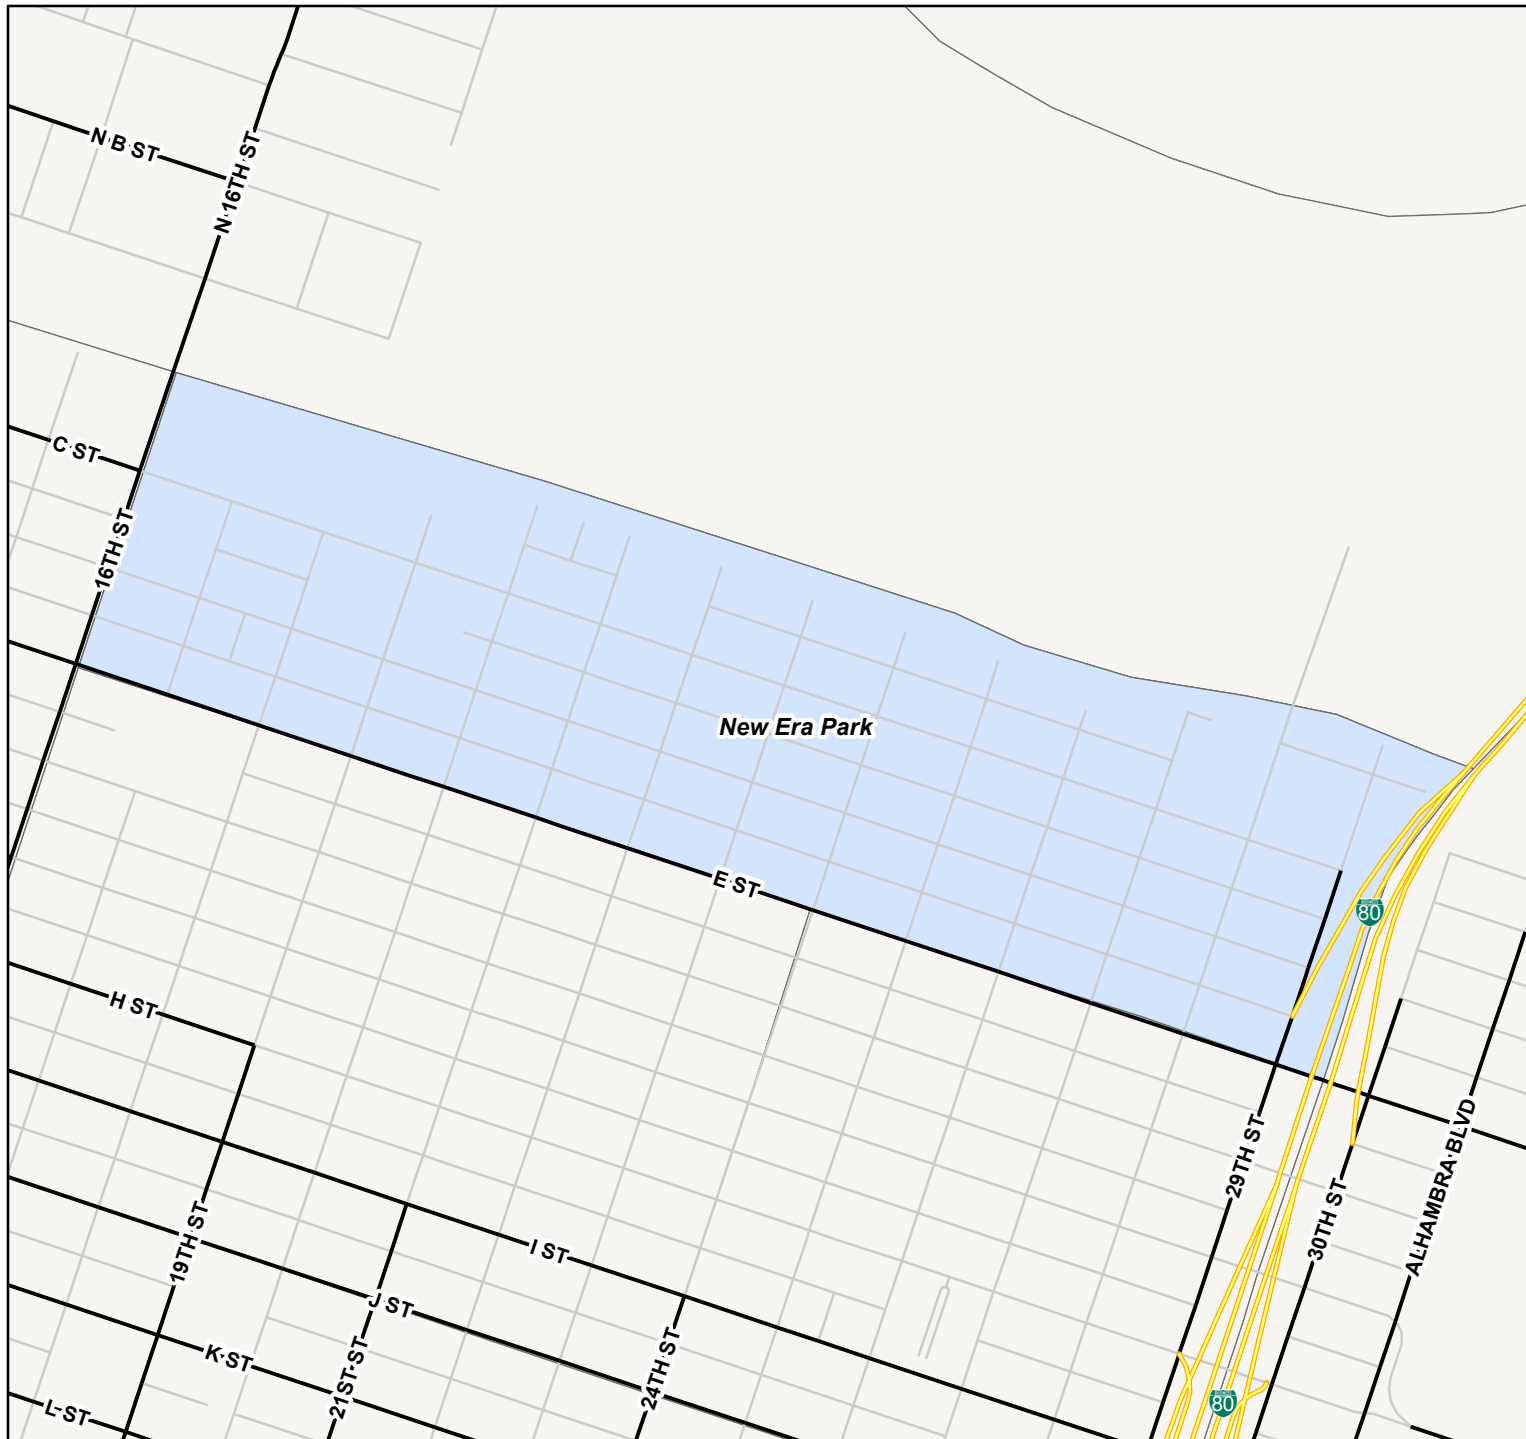 N B ST
N 16TH ST
C ST
16TH ST
New Era Park
E ST
80
H ST
29TH ST
ALHAMBRA BLVD
30TH ST
19TH ST
I ST
J ST
K ST
21ST ST
24TH ST
L ST
80